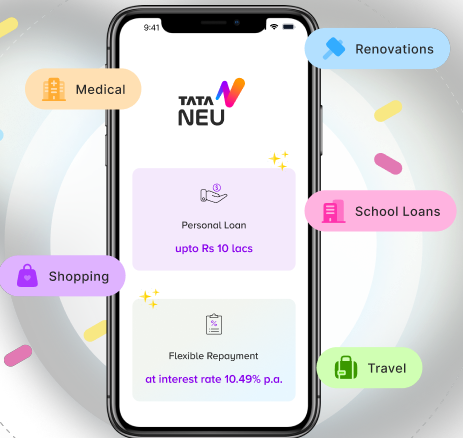 9:41
Renovations
Medical
TATA
NEU
Personal Loan
upto Rs 10 lacs
School Loans
Shopping
Flexible Repayment
at interest rate 10.49% p.a.
Travel